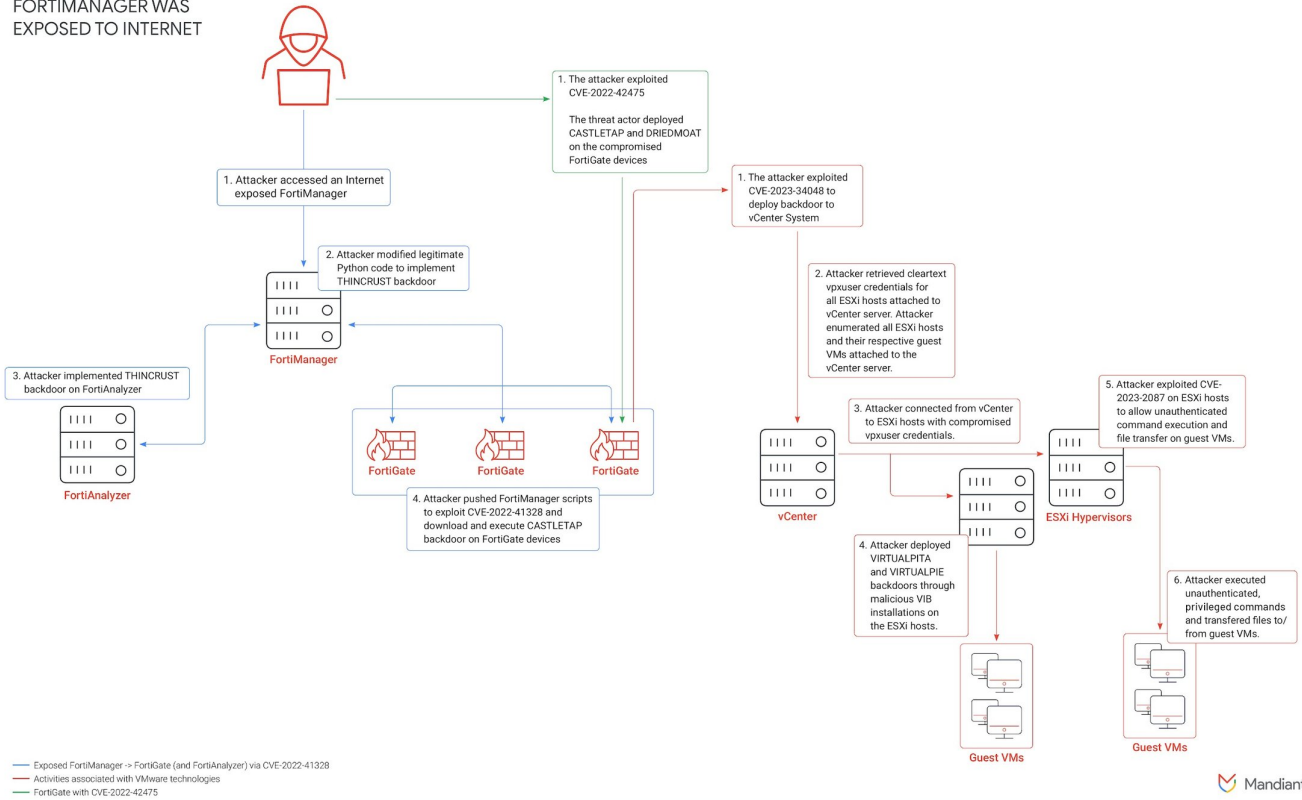 FORTIMANAGER WAS
EXPOSED TO INTERNET
1. The attacker exploited
CVE-2022-42475
The threat actor deployed
CASTLETAP and DRIEDMOAT
on the compromised
FortiGate devices
1. Attacker accessed an Internet
exposed FortiManager
1. The attacker exploited
CVE-2023-34048 to
deploy backdoor to
vCenter System
2. Attacker modified legitimate
Python code to implement
THINCRUST backdoor
FortiManager
2. Attacker retrieved cleartext
vpxuser credentials for
all ESXi hosts attached to
vCenter server. Attacker
enumerated all ESXi hosts
and their respective guest
VMs attached to the
vCenter server.
3. Attacker implemented THINCRUST
backdoor on FortiAnalyzer
FortiAnalyzer
FortiGate
FortiGate
FortiGate
4. Attacker pushed FortiManager scripts
to exploit CVE-2022-41328 and
download and execute CASTLETAP
backdoor on FortiGate devices
3. Attacker connected from vCenter
to ESXi hosts with compromised
vpxuser credentials.
5. Attacker exploited CVE-
2023-2087 on ESXi hosts
to allow unauthenticated
command execution and
file transfer on guest VMs.
vCenter
ESXi Hypervisors
4. Attacker deployed
VIRTUALPITA
and VIRTUALPIE
backdoors through
malicious VIB
installations on
the ESXi hosts.
6. Attacker executed
unauthenticated,
privileged commands
and transfered files to/
from guest VMs.
Guest VMs
Guest VMs
Exposed FortiManager -> FortiGate (and FortiAnalyzer) via CVE-2022-41328
Activities associated with VMware technologies
FortiGate with CVE-2022-42475
Mandiant